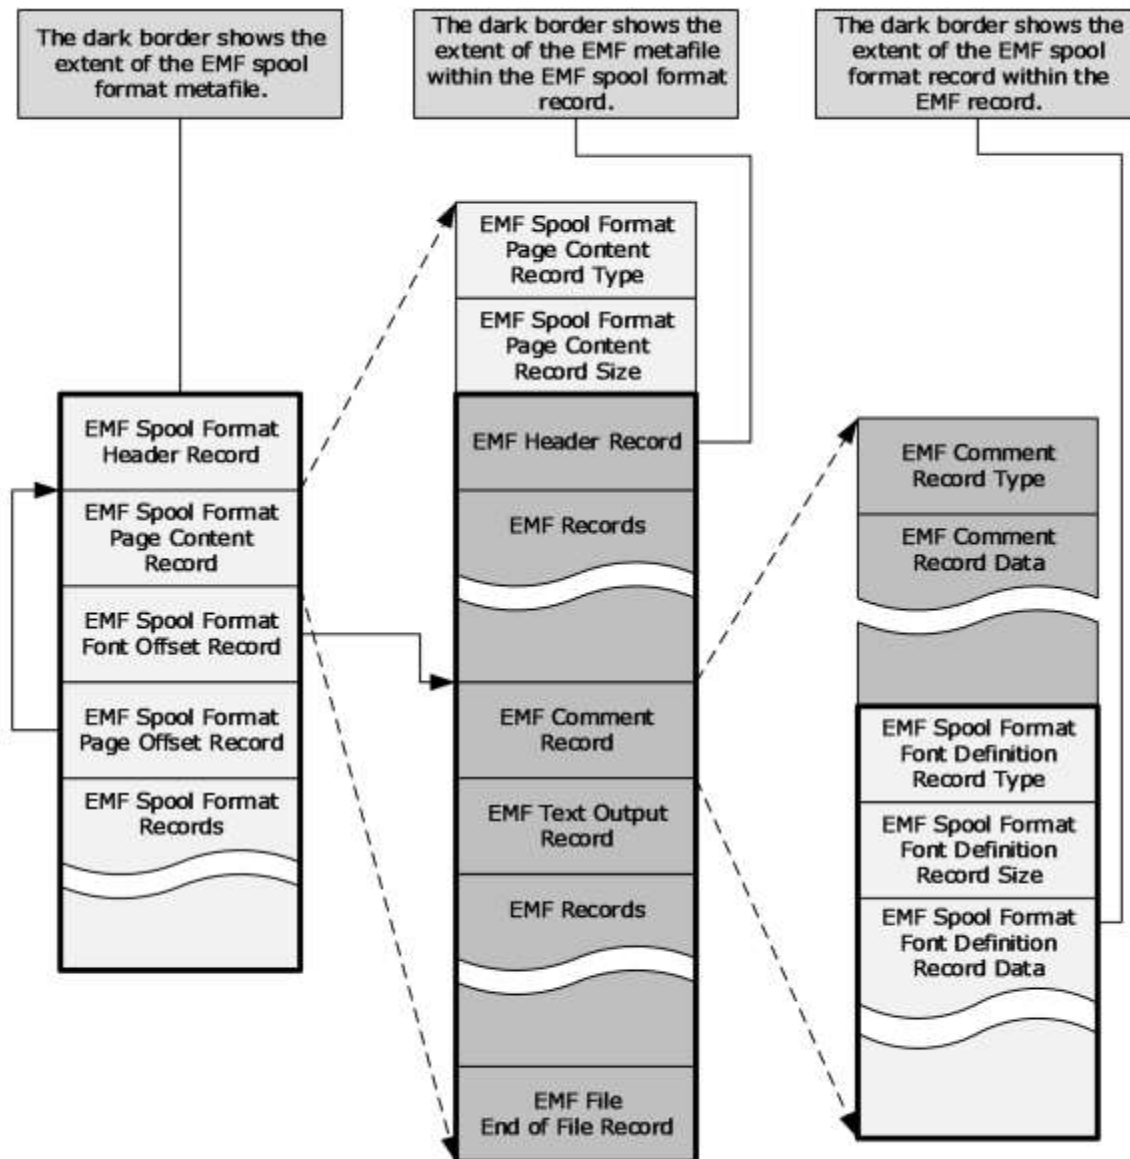 The dark border shows the
extent of the EMF spool
format metafile.
The dark border shows the
extent of the EMF metafile
within the EMF spool format
record.
The dark border shows the
extent of the EMF spool
format record within the
EMF record.
EMF Spool Format
Header Record
EMF Spool Format
Page Content
Record
EMF Spool Format
Font Offset Record
EMF Spool Format
Page Offset Record
EMF Spool Format
Records
EMF Spool Format
Page Content
Record Type
EMF Spool Format
Page Content
Record Size
EMF Header Record
EMF Records
EMF Comment
Record
EMF Text Output
Record
EMF Records
EMF File
End of File Record
EMF Comment
Record Type
EMF Comment
Record Data
EMF Spool Format
Font Definition
Record Type
EMF Spool Format
Font Definition
Record Size
EMF Spool Format
Font Definition
Record Data